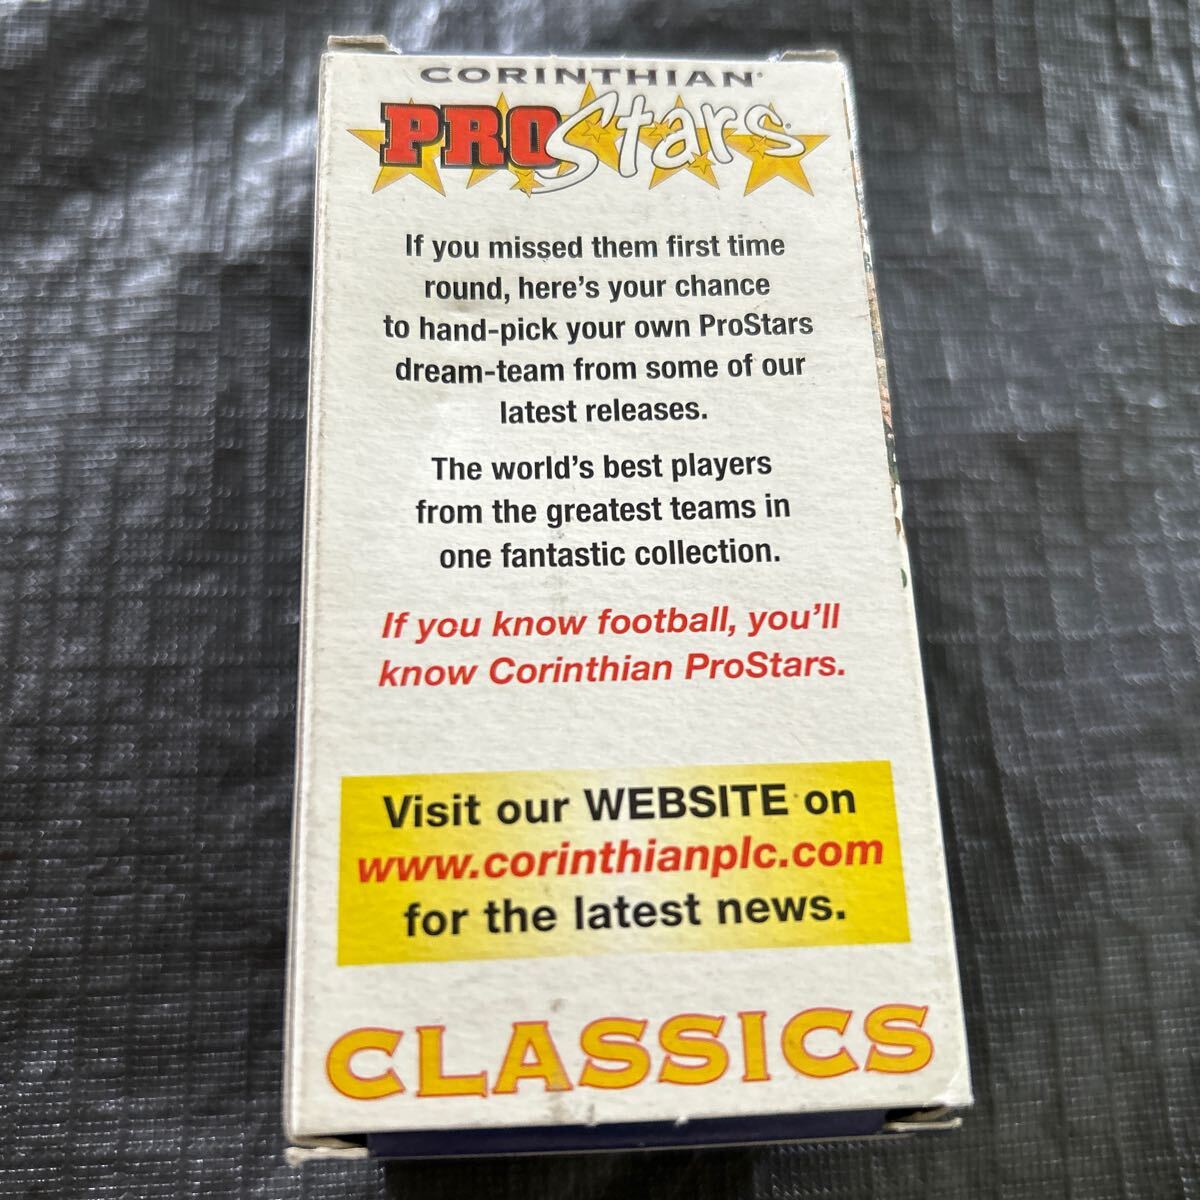 CORINTHIAN®
PROStars®
If you missed them first time
round, here's your chance
to hand-pick your own ProStars
dream-team from some of our
latest releases.
The world's best players
from the greatest teams in
one fantastic collection.
If you know football, you'll
know Corinthian ProStars.
Visit our WEBSITE on
www.corinthianplc.com
for the latest news.
CLASSICS